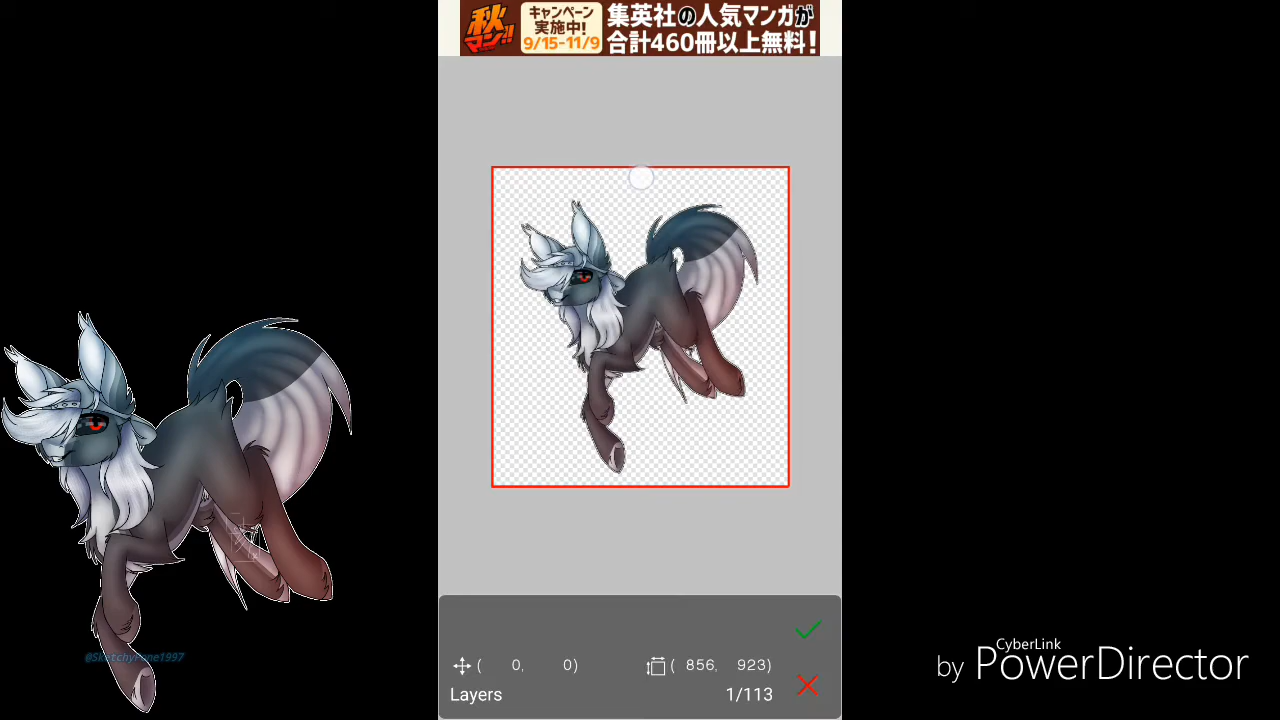 秋マン!!
キャンペーン
実施中!
9/15-11/9
集英社の人気マンガが
合計460冊以上無料!
( 0, 0)
( 856, 923)
Layers
1/113
@SketchyPone1997
CyberLink
by PowerDirector